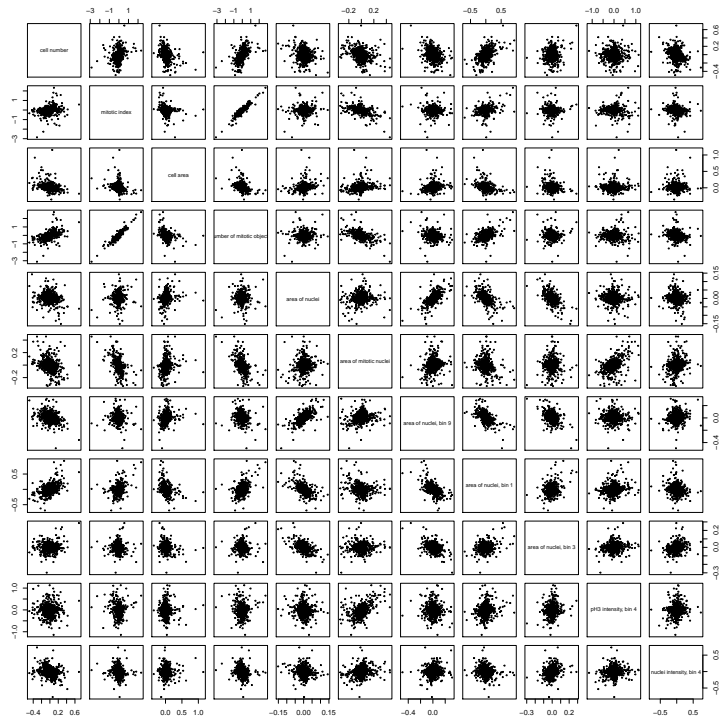 −3 −1 1
−3 −1 1
−0.2 0.2
−0.5 0.5
−1.0 0.0 1.0
cell number
−0.4 0.2 0.6
mitotic index
−3 −1 1
cell area
0.0 0.5 1.0
umber of mitotic objec
−3 −1 1
area of nuclei
−0.15 0.00 0.15
area of mitotic nuclei
−0.2 0.2
area of nuclei, bin 9
−0.4 0.0
area of nuclei, bin 1
−0.5 0.5
area of nuclei, bin 3
−0.3 0.0 0.2
pH3 intensity, bin 4
−1.0 0.0 1.0
nuclei intensity, bin 4
−0.5 0.5
−0.4 0.2 0.6
0.0 0.5 1.0
−0.15 0.00 0.15
−0.4 0.0
−0.3 0.0 0.2
−0.5 0.5